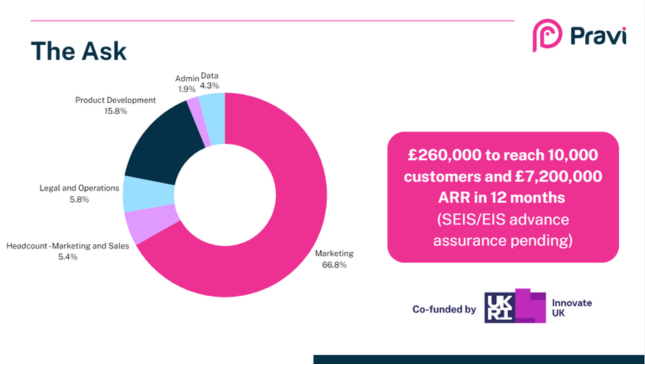 Pravi
The Ask
Admin
1.9%
Data
4.3%
Product Development
15.8%
Legal and Operations
5.8%
Headcount - Marketing and Sales
5.4%
Marketing
66.8%
£260,000 to reach 10,000
customers and £7,200,000
ARR in 12 months
(SEIS/EIS advance
assurance pending)
Co-funded by
UK
RI
Innovate
UK